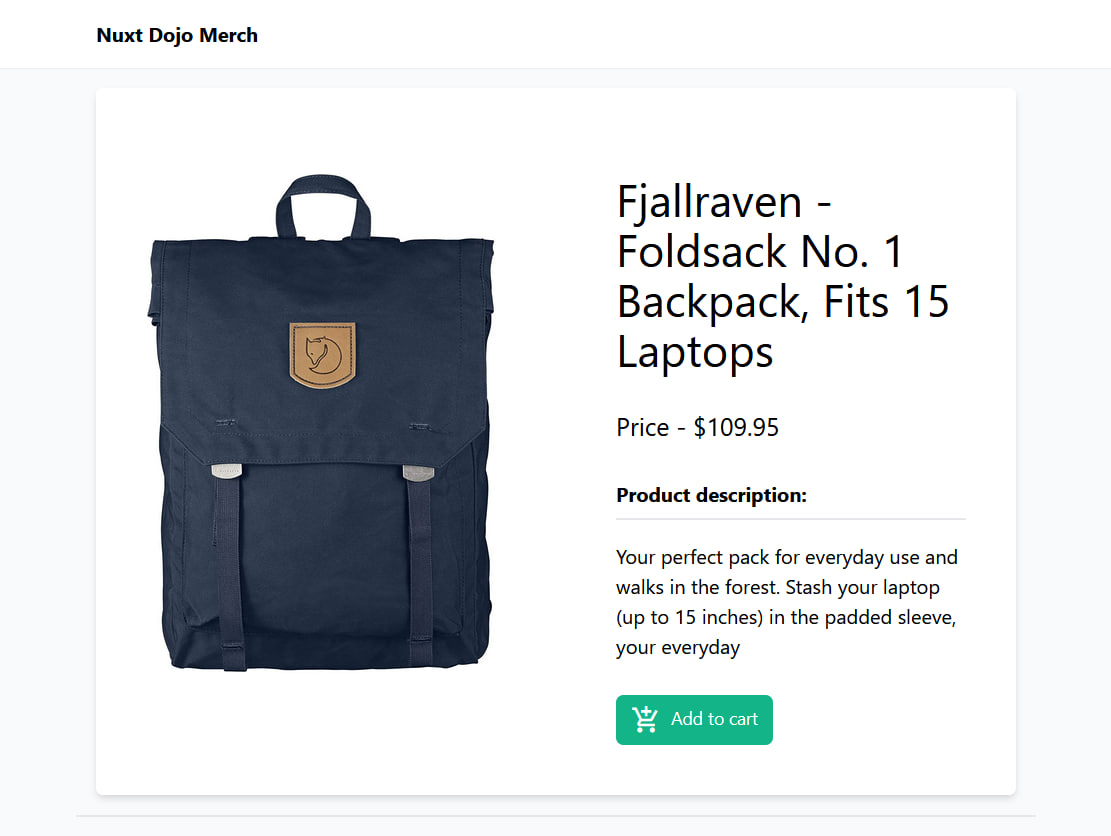 Nuxt Dojo Merch
Fjallraven -
Foldsack No. 1
Backpack, Fits 15
Laptops
Price - $109.95
Product description:
Your perfect pack for everyday use and
walks in the forest. Stash your laptop
(up to 15 inches) in the padded sleeve,
your everyday
Add to cart